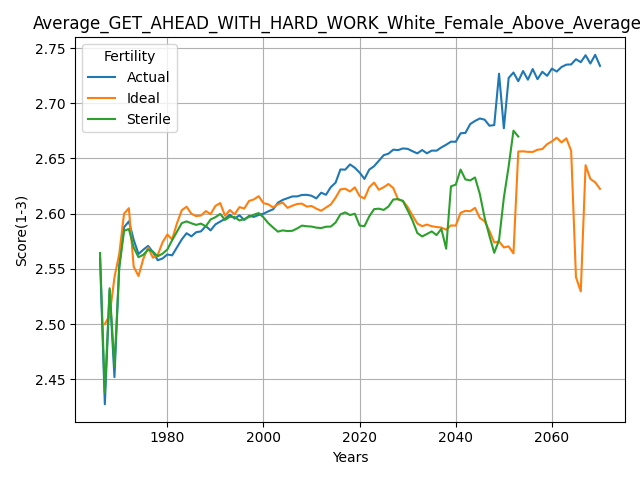 Average_GET_AHEAD_WITH_HARD_WORK_White_Female_Above_Average
Fertility
Actual
Ideal
Sterile
Score(1-3)
2.75
2.70
2.65
2.60
2.55
2.50
2.45
1980 2000 2020 2040 2060
Years